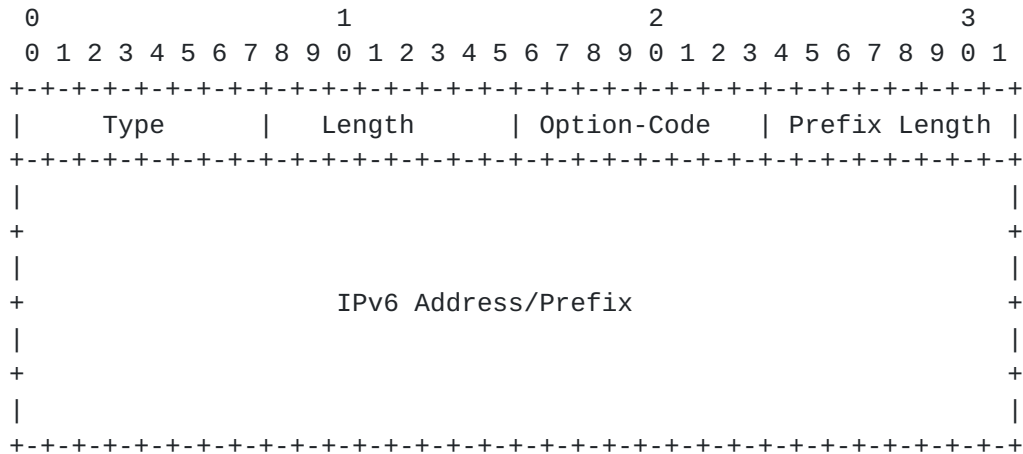 0                   1                   2                   3
 0 1 2 3 4 5 6 7 8 9 0 1 2 3 4 5 6 7 8 9 0 1 2 3 4 5 6 7 8 9 0 1
+-+-+-+-+-+-+-+-+-+-+-+-+-+-+-+-+-+-+-+-+-+-+-+-+-+-+-+-+-+-+-+-+
|     Type      |   Length      | Option-Code   | Prefix Length |
+-+-+-+-+-+-+-+-+-+-+-+-+-+-+-+-+-+-+-+-+-+-+-+-+-+-+-+-+-+-+-+-+
|                                                               |
+                                                               +
|                                                               |
+                    IPv6 Address/Prefix                        +
|                                                               |
+                                                               +
|                                                               |
+-+-+-+-+-+-+-+-+-+-+-+-+-+-+-+-+-+-+-+-+-+-+-+-+-+-+-+-+-+-+-+-+